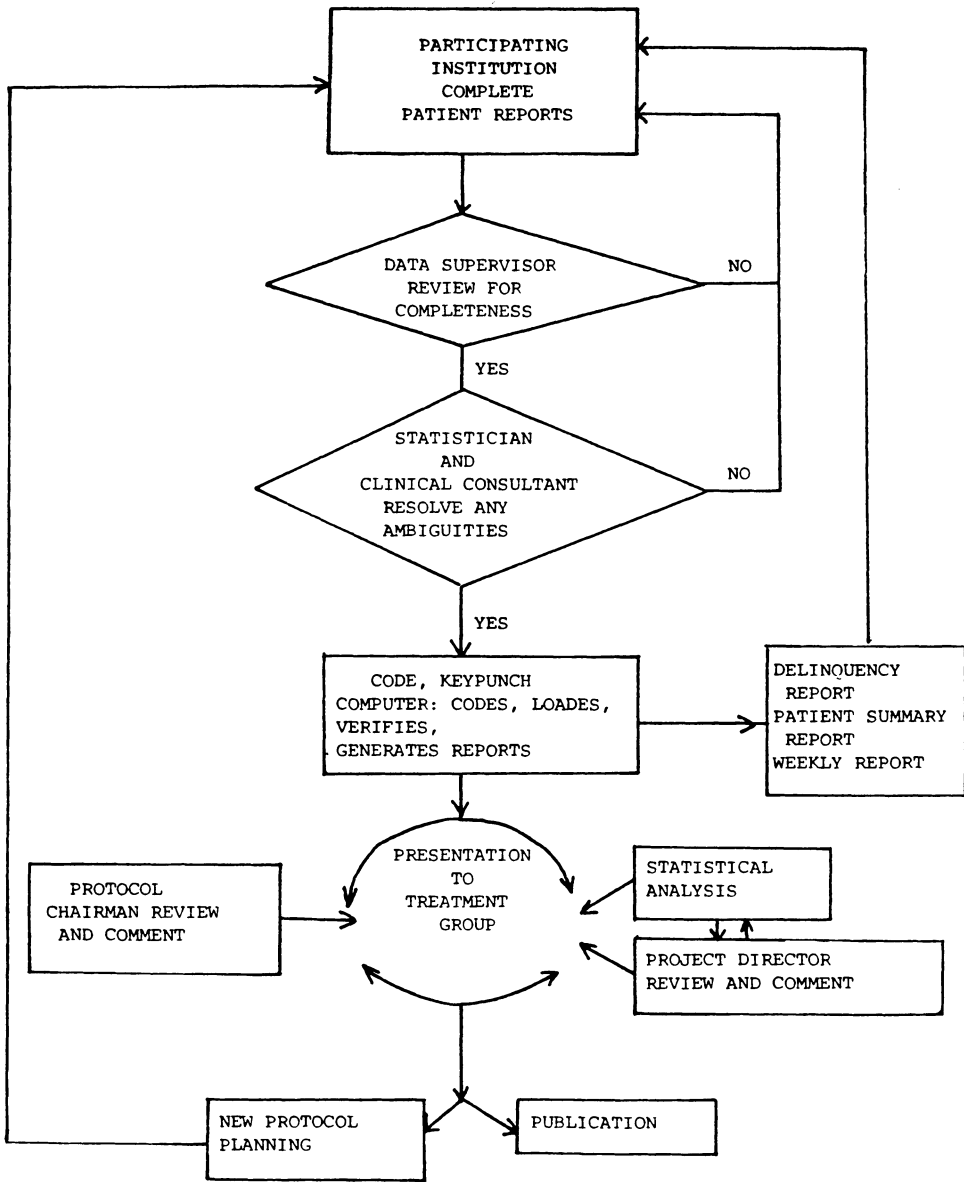 PARTICIPATING
INSTITUTION
COMPLETE
PATIENT REPORTS
DATA SUPERVISOR
REVIEW FOR
COMPLETENESS
NO
YES
STATISTICIAN
AND
CLINICAL CONSULTANT
RESOLVE ANY
AMBIGUITIES
NO
YES
CODE, KEYPUNCH
COMPUTER: CODES, LOADES,
VERIFIES,
GENERATES REPORTS
DELINQUENCY
REPORT
PATIENT SUMMARY
REPORT
WEEKLY REPORT
PRESENTATION
TO
TREATMENT
GROUP
PROTOCOL
CHAIRMAN REVIEW
AND COMMENT
STATISTICAL
ANALYSIS
PROJECT DIRECTOR
REVIEW AND COMMENT
NEW PROTOCOL
PLANNING
PUBLICATION